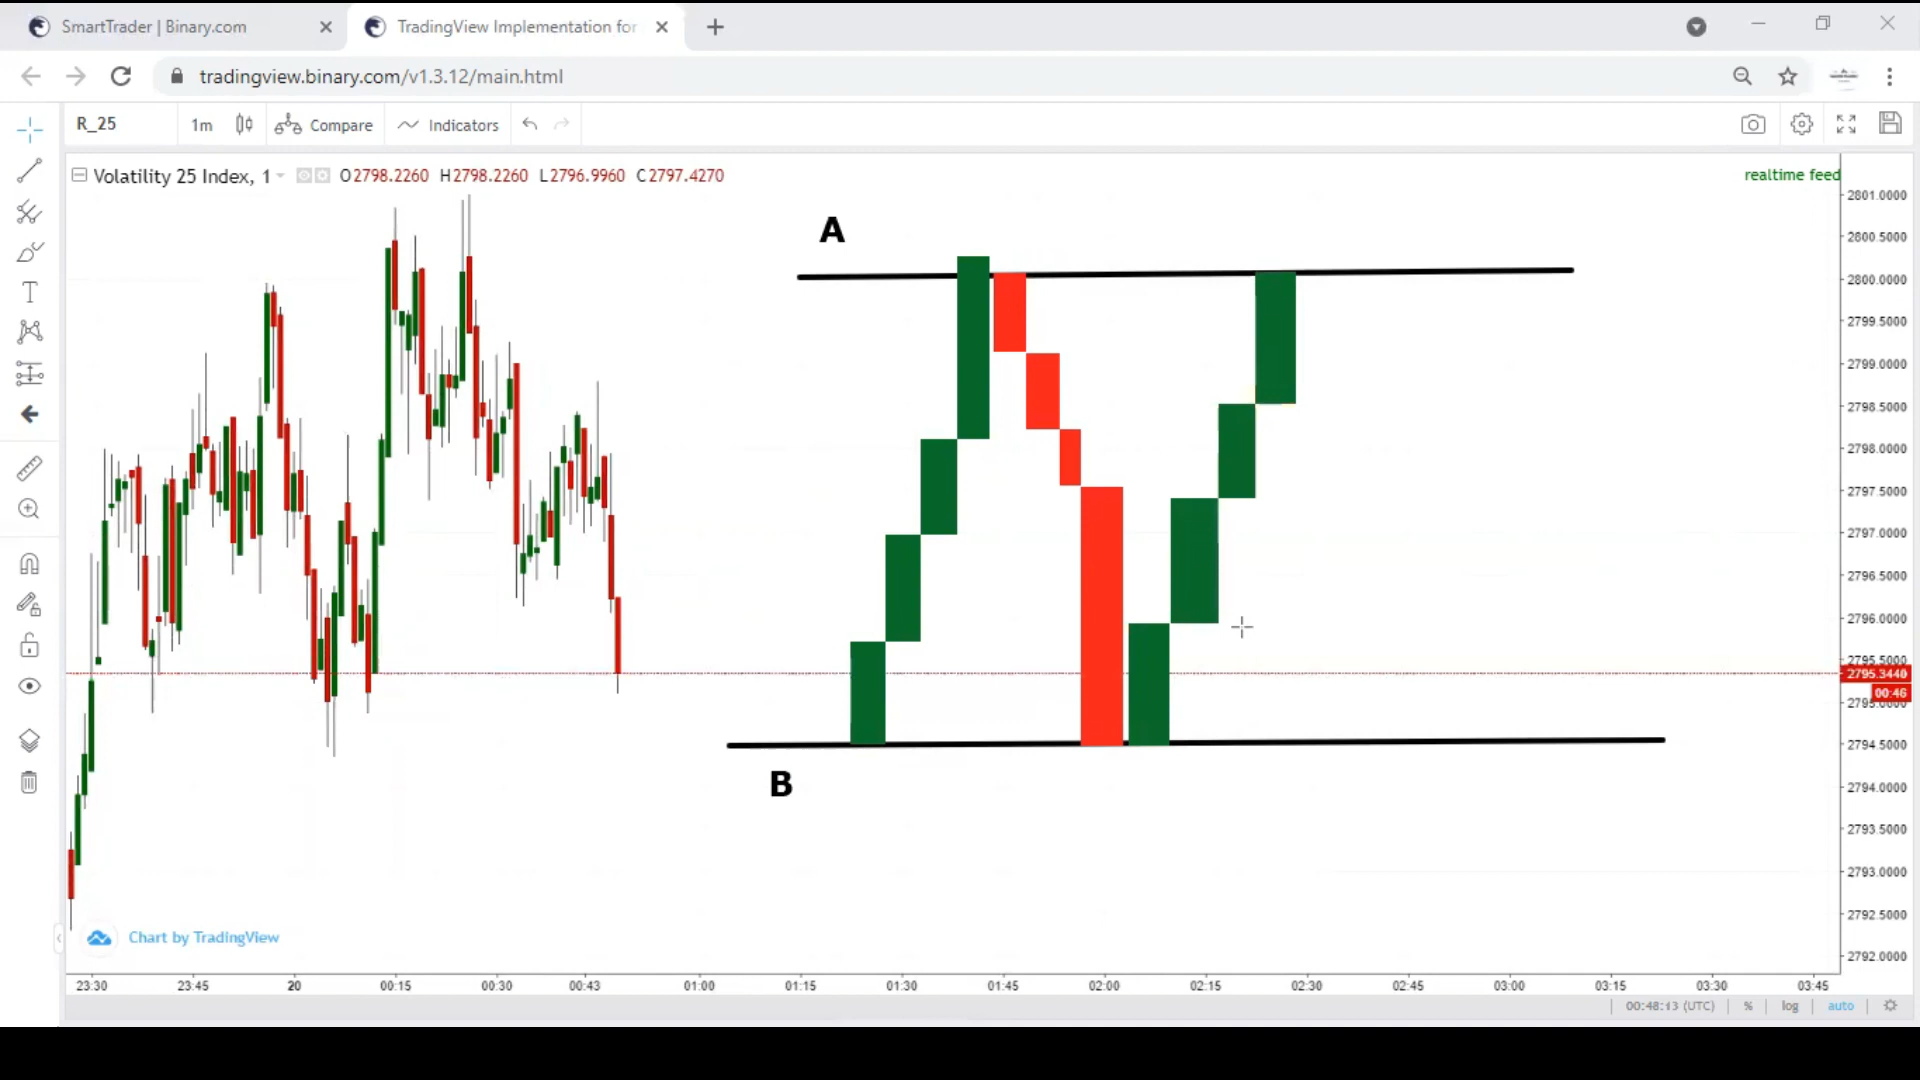 SmartTrader | Binary.com
TradingView Implementation for
tradingview.binary.com/v1.3.12/main.html
R_25
1m
Compare
Indicators
Volatility 25 Index, 1
O2798.2260 H2798.2260 L2796.9960 C2797.4270
realtime feed
A
B
2801.0000
2800.5000
2800.0000
2799.5000
2799.0000
2798.5000
2798.0000
2797.5000
2797.0000
2796.5000
2796.0000
2795.5000
2795.3440
00:46
2795.0000
2794.5000
2794.0000
2793.5000
2793.0000
2792.5000
2792.0000
Chart by TradingView
23:30 23:45 20 00:15 00:30 00:43 01:00 01:15 01:30 01:45 02:00 02:15 02:30 02:45 03:00 03:15 03:30 03:45
00:48:13 (UTC) % log auto